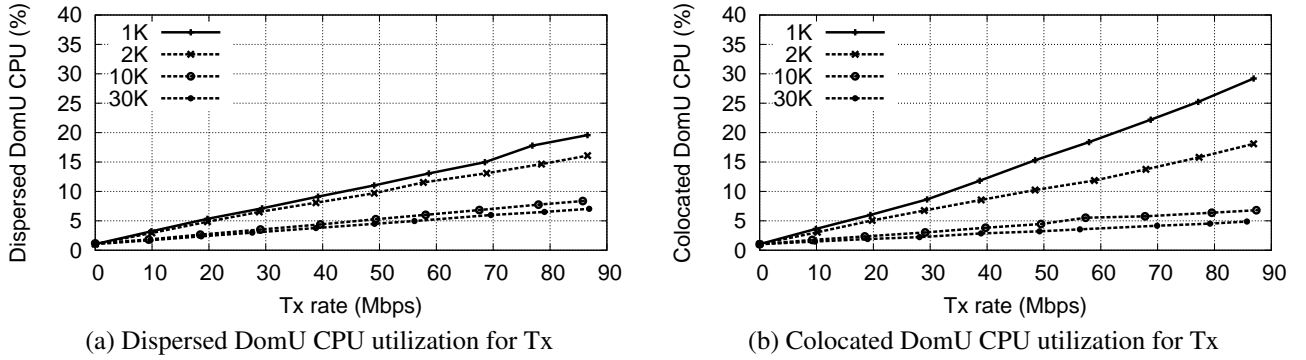 Dispersed DomU CPU (%)
40
35
30
25
20
15
10
5
0
1K
2K
10K
30K
0 10 20 30 40 50 60 70 80 90
Tx rate (Mbps)
(a) Dispersed DomU CPU utilization for Tx
Colocated DomU CPU (%)
40
35
30
25
20
15
10
5
0
1K
2K
10K
30K
0 10 20 30 40 50 60 70 80 90
Tx rate (Mbps)
(b) Colocated DomU CPU utilization for Tx